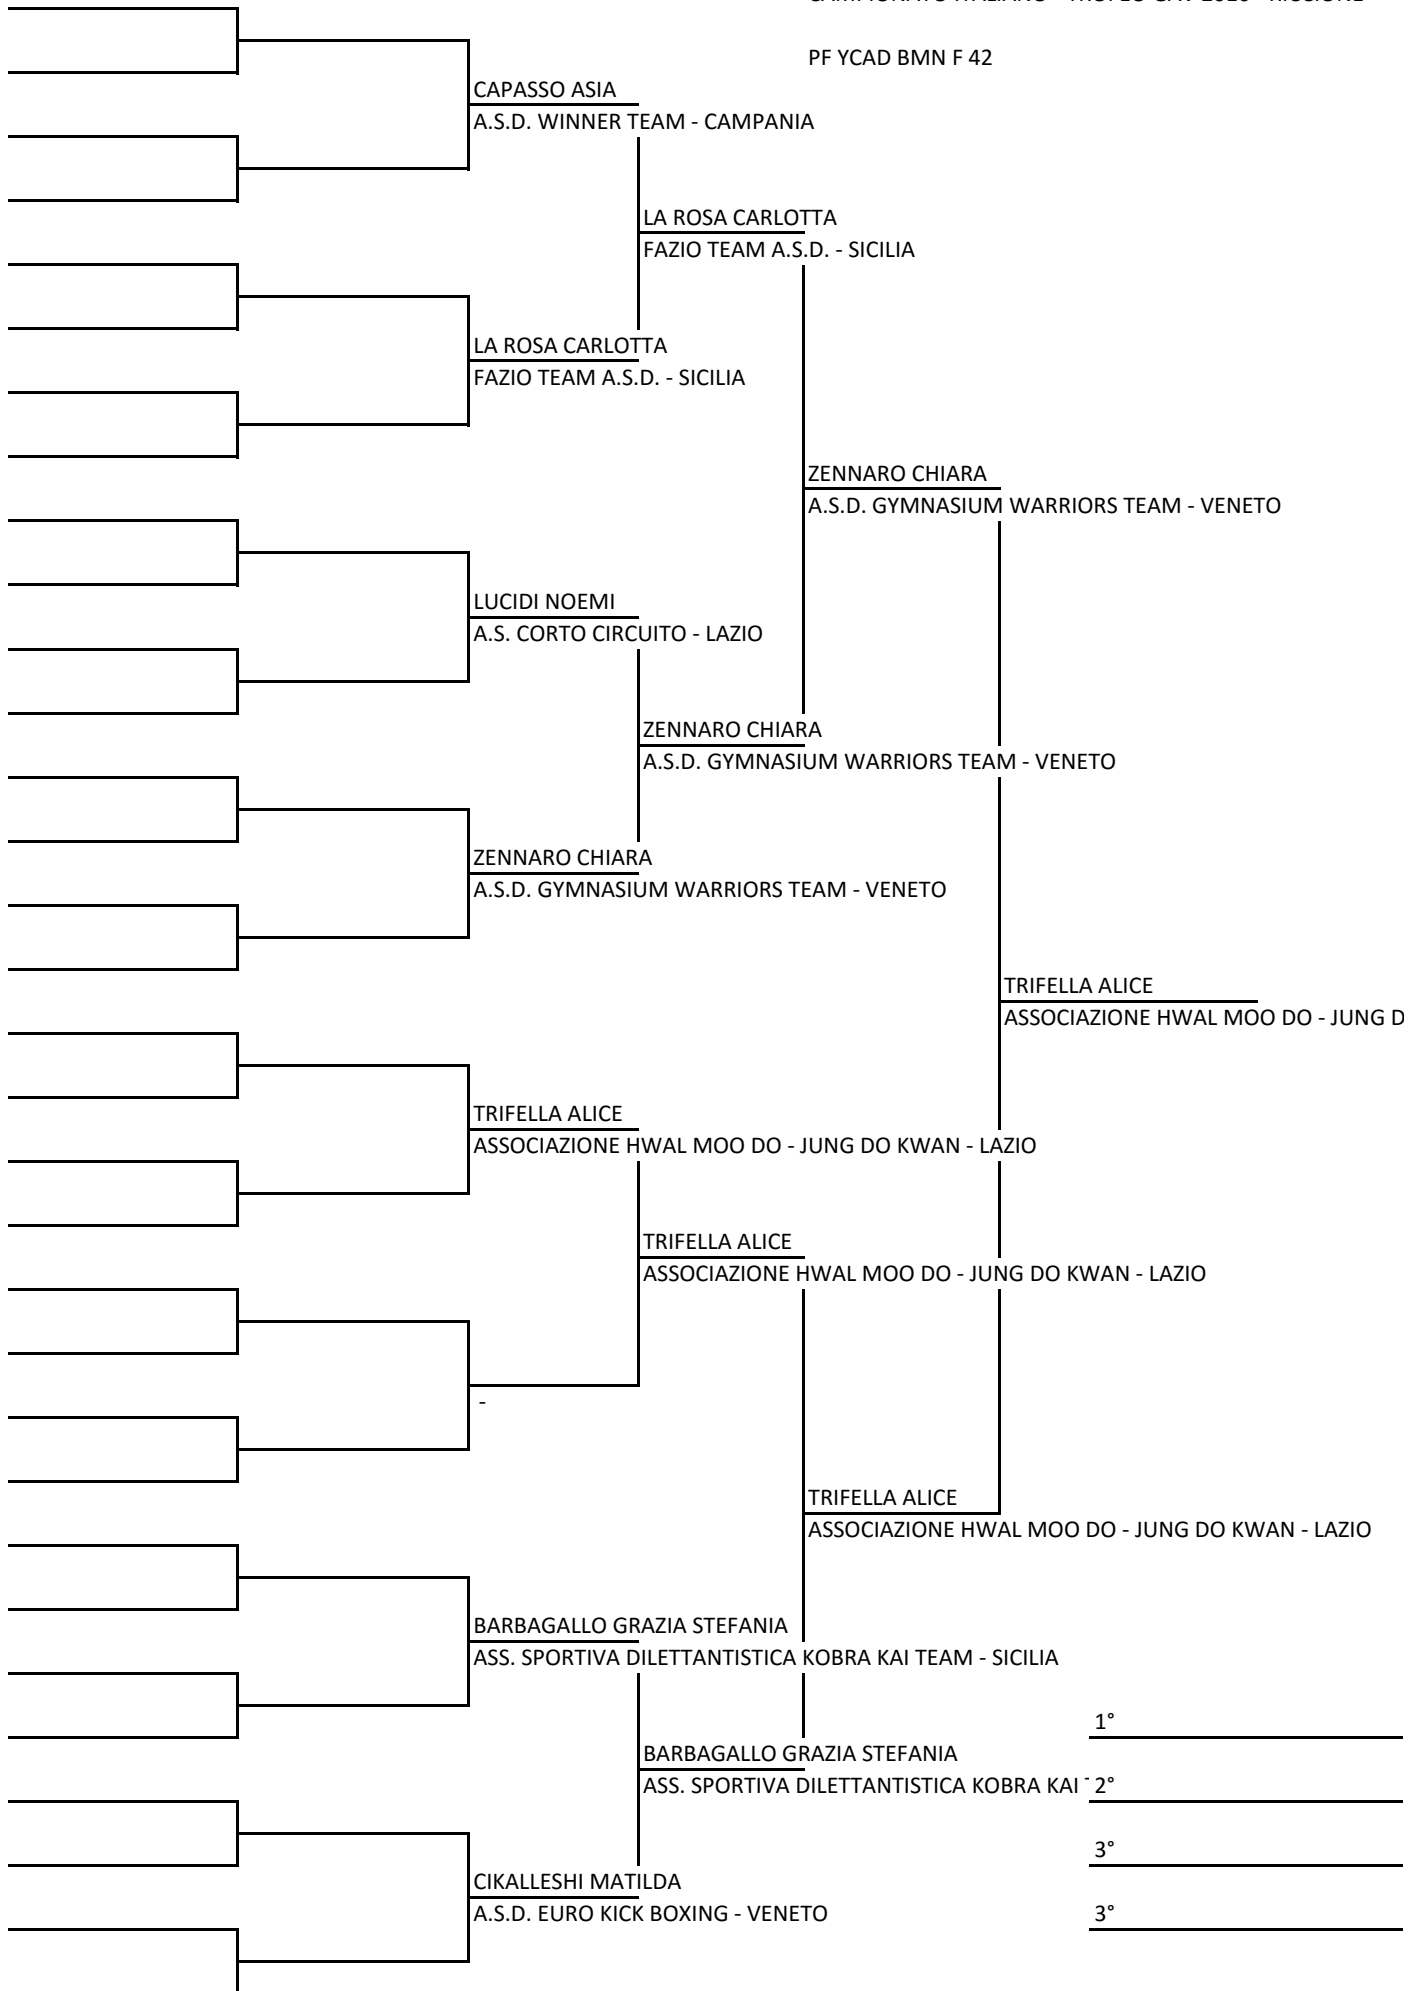 PF YCAD BMN F 42
CAPASSO ASIA
A.S.D. WINNER TEAM - CAMPANIA
LA ROSA CARLOTTA
FAZIO TEAM A.S.D. - SICILIA
LA ROSA CARLOTTA
FAZIO TEAM A.S.D. - SICILIA
ZENNARO CHIARA
A.S.D. GYMNASIUM WARRIORS TEAM - VENETO
LUCIDI NOEMI
A.S. CORTO CIRCUITO - LAZIO
ZENNARO CHIARA
A.S.D. GYMNASIUM WARRIORS TEAM - VENETO
ZENNARO CHIARA
A.S.D. GYMNASIUM WARRIORS TEAM - VENETO
TRIFELLA ALICE
ASSOCIAZIONE HWAL MOO DO - JUNG D
TRIFELLA ALICE
ASSOCIAZIONE HWAL MOO DO - JUNG DO KWAN - LAZIO
TRIFELLA ALICE
ASSOCIAZIONE HWAL MOO DO - JUNG DO KWAN - LAZIO
-
TRIFELLA ALICE
ASSOCIAZIONE HWAL MOO DO - JUNG DO KWAN - LAZIO
BARBAGALLO GRAZIA STEFANIA
ASS. SPORTIVA DILETTANTISTICA KOBRA KAI TEAM - SICILIA
1°
BARBAGALLO GRAZIA STEFANIA
ASS. SPORTIVA DILETTANTISTICA KOBRA KAI
2°
3°
CIKALLESHI MATILDA
A.S.D. EURO KICK BOXING - VENETO
3°